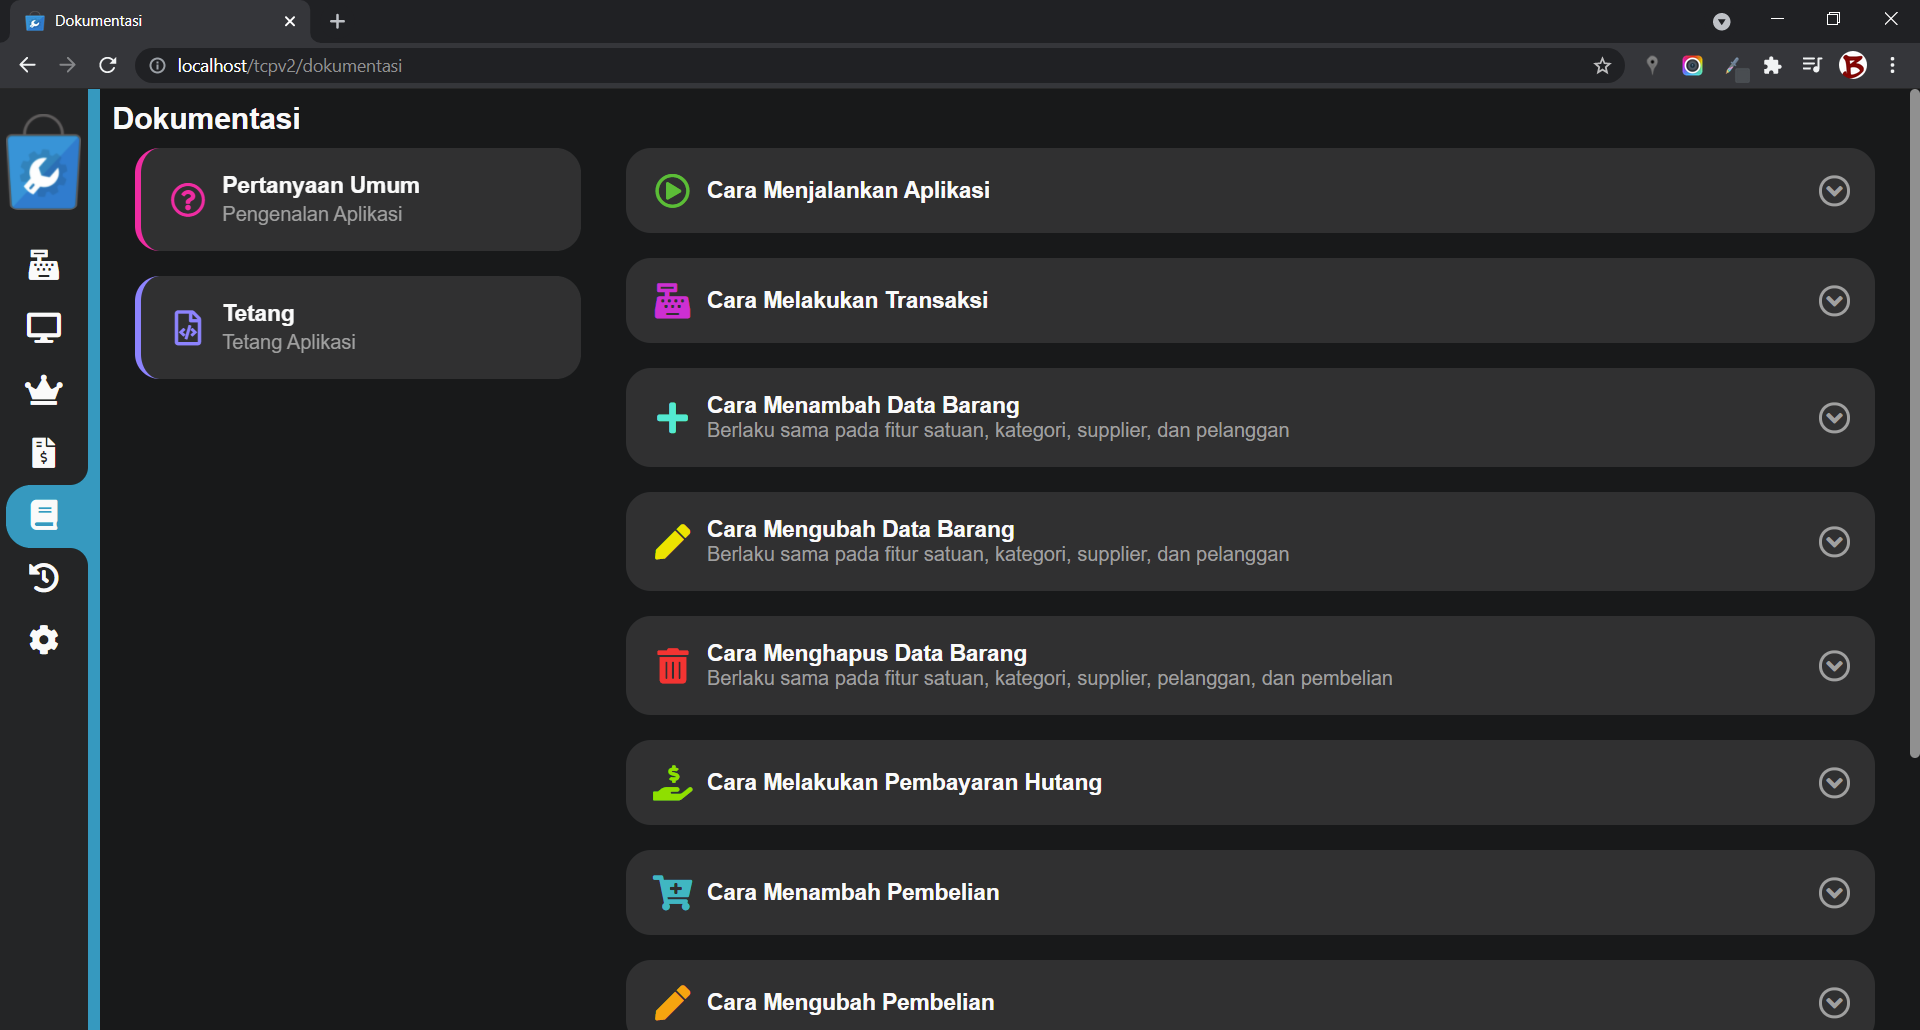 Dokumentasi
localhost/tcpv2/dokumentasi
Dokumentasi
Pertanyaan Umum
Pengenalan Aplikasi
Tetang
Tetang Aplikasi
Cara Menjalankan Aplikasi
Cara Melakukan Transaksi
Cara Menambah Data Barang
Berlaku sama pada fitur satuan, kategori, supplier, dan pelanggan
Cara Mengubah Data Barang
Berlaku sama pada fitur satuan, kategori, supplier, dan pelanggan
Cara Menghapus Data Barang
Berlaku sama pada fitur satuan, kategori, supplier, pelanggan, dan pembelian
Cara Melakukan Pembayaran Hutang
Cara Menambah Pembelian
Cara Mengubah Pembelian